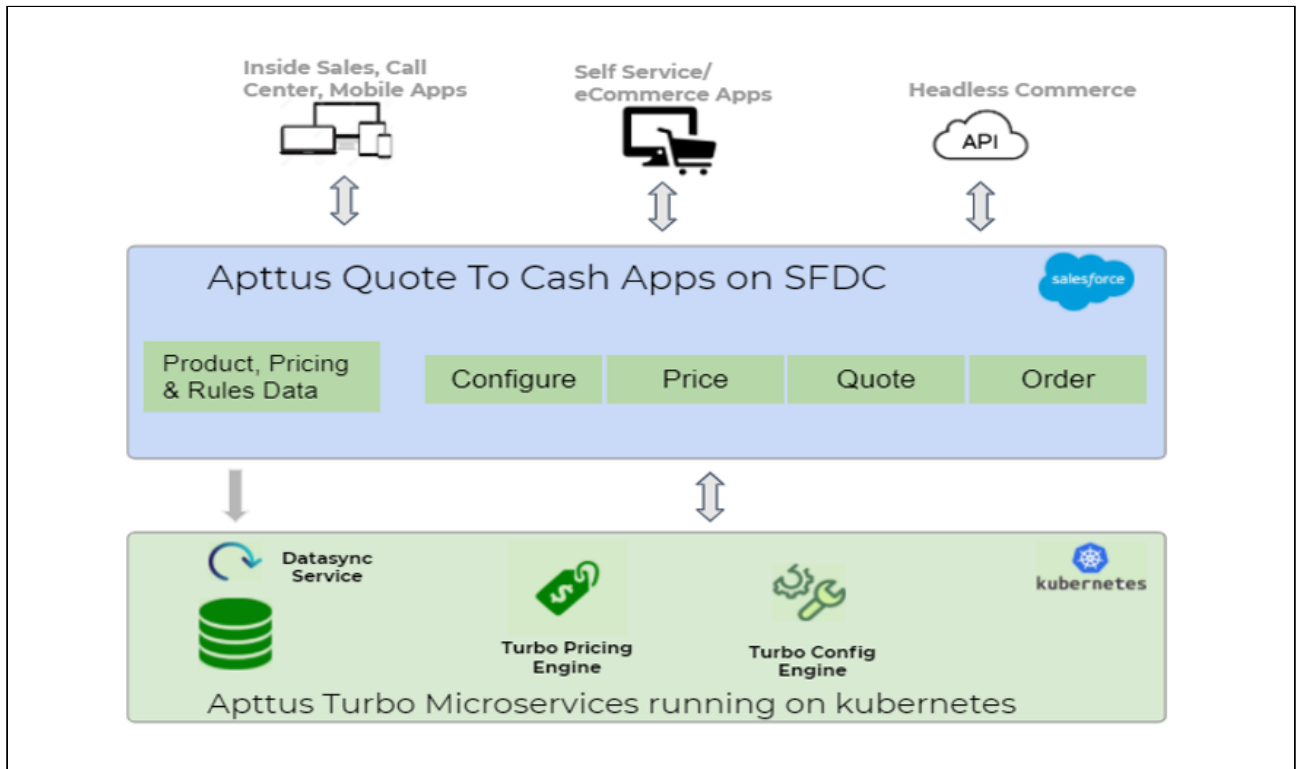 Inside Sales, Call
Center, Mobile Apps
Self Service/
eCommerce Apps
Headless Commerce
API
Apttus Quote To Cash Apps on SFDC
salesforce
Product, Pricing
& Rules Data
Configure
Price
Quote
Order
Datasync
Service
kubernetes
$
Turbo Pricing
Engine
Turbo Config
Engine
Apttus Turbo Microservices running on kubernetes